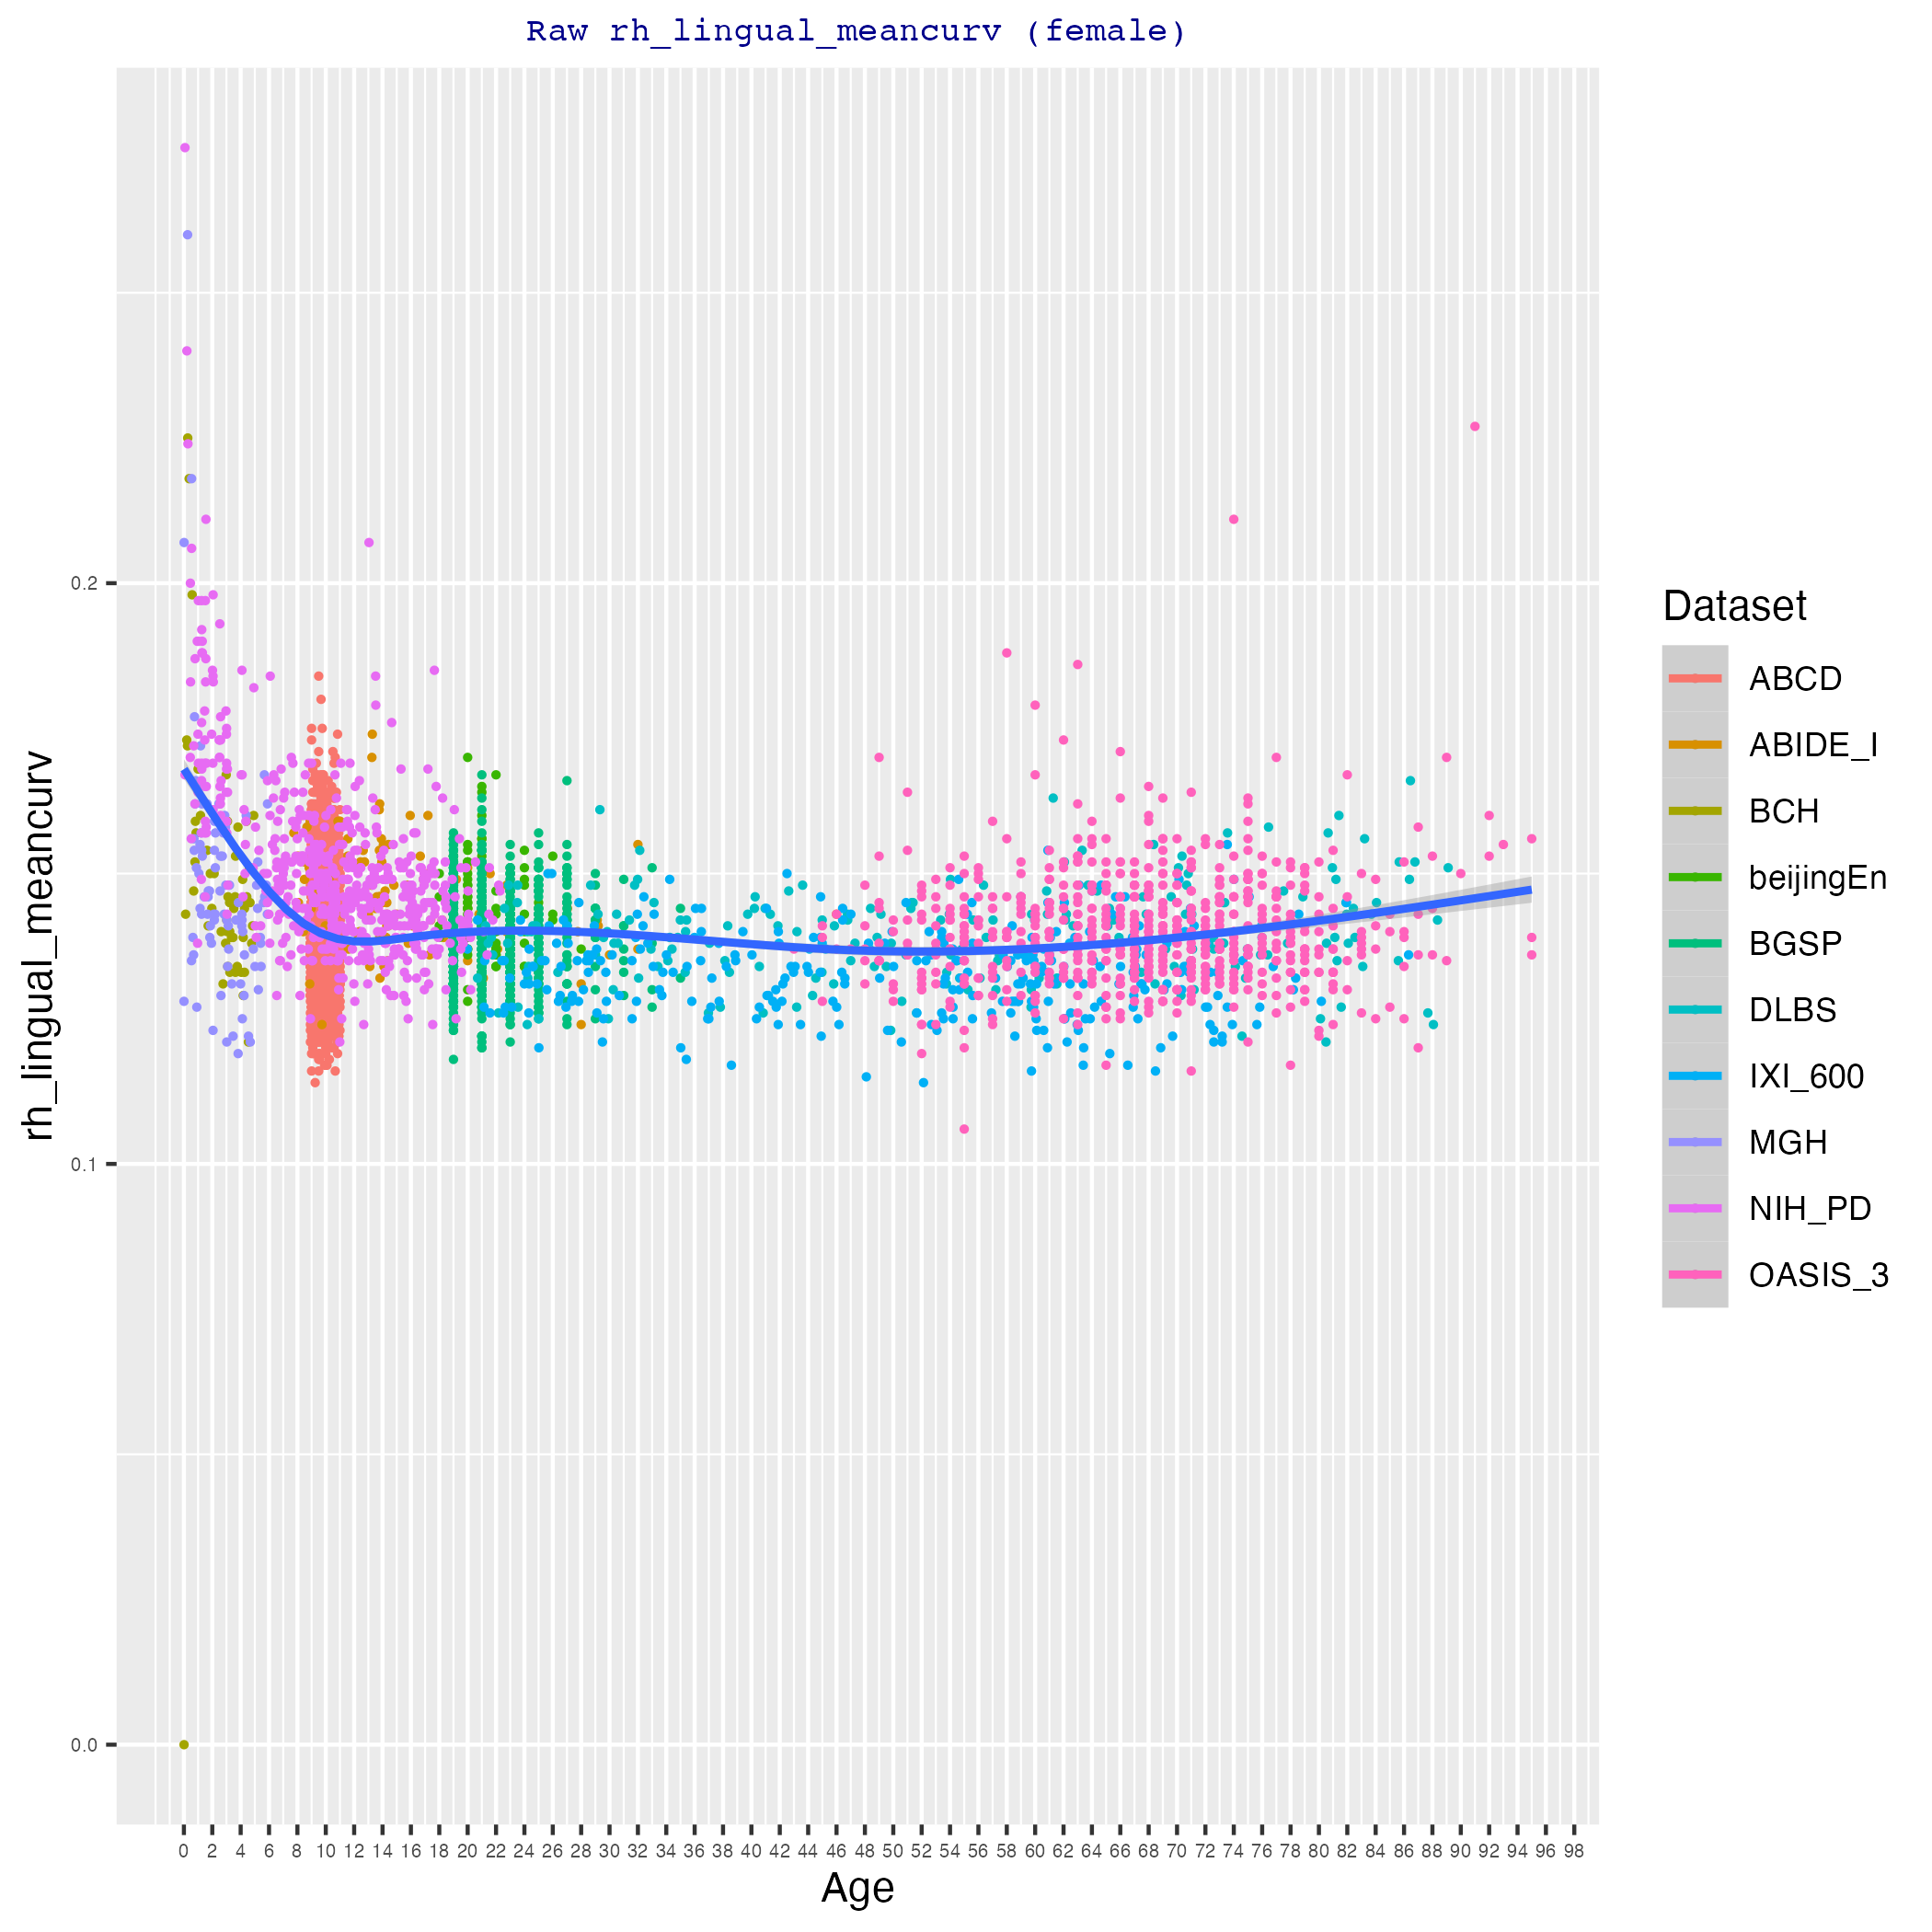 Raw rh_lingual_meancurv (female)
rh_lingual_meancurv
0.2
0.1
0.0
0 2 4 6 8 10 12 14 16 18 20 22 24 26 28 30 32 34 36 38 40 42 44 46 48 50 52 54 56 58 60 62 64 66 68 70 72 74 76 78 80 82 84 86 88 90 92 94 96 98
Age
Dataset
ABCD
ABIDE_I
BCH
beijingEn
BGSP
DLBS
IXI_600
MGH
NIH_PD
OASIS_3